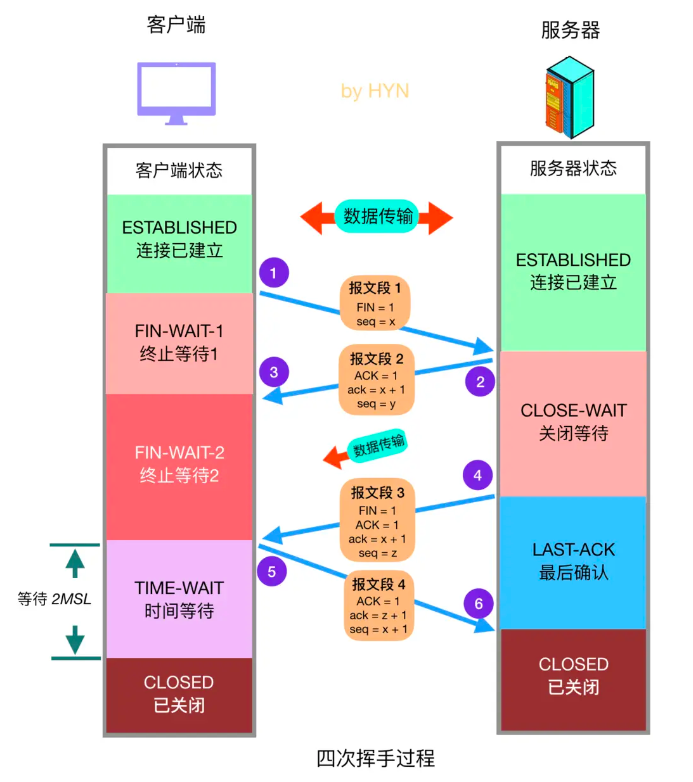 客户端
服务器
by HYN
客户端状态
服务器状态
数据传输
ESTABLISHED
连接已建立
ESTABLISHED
连接已建立
1
报文段 1
FIN = 1
seq = x
FIN-WAIT-1
终止等待1
3
报文段 2
ACK = 1
ack = x + 1
seq = y
2
CLOSE-WAIT
关闭等待
FIN-WAIT-2
终止等待2
数据传输
4
报文段 3
FIN = 1
ACK = 1
ack = x + 1
seq = z
LAST-ACK
最后确认
等待 2MSL
TIME-WAIT
时间等待
5
报文段 4
ACK = 1
ack = z + 1
seq = x + 1
6
CLOSED
已关闭
CLOSED
已关闭
四次挥手过程